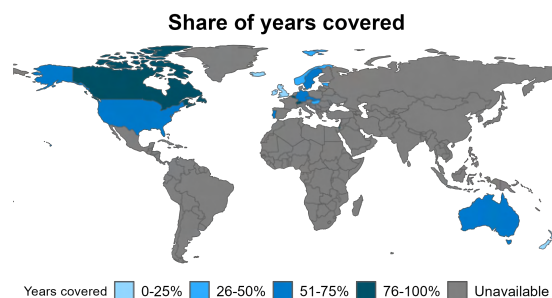 Share of years covered
Years covered 0-25% 26-50% 51-75% 76-100% Unavailable